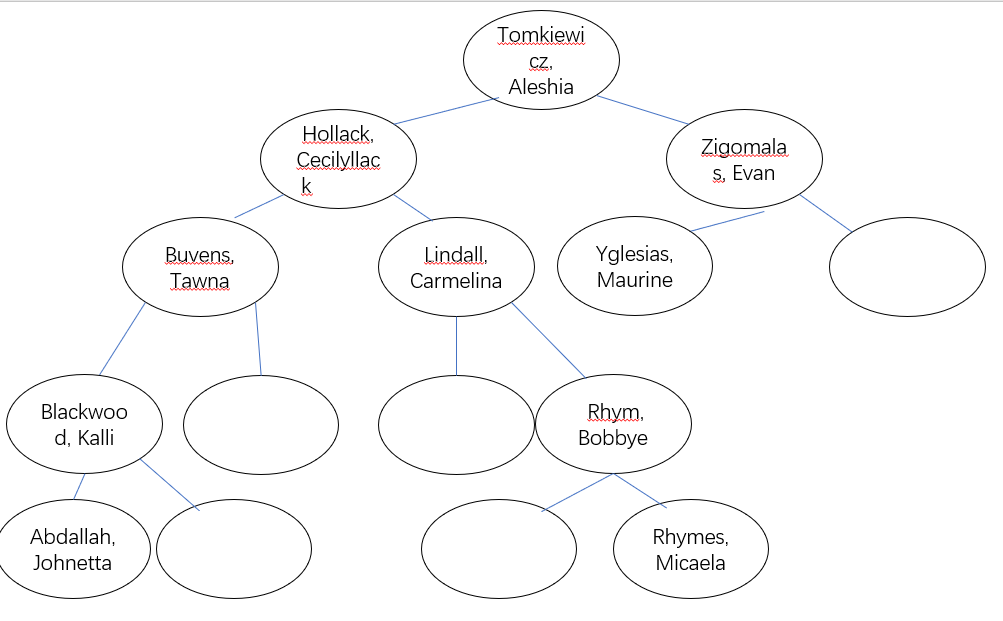 Tomkiewi
cz,
Aleshia
Hollack,
Cecilyllac
k
Zigomala
s, Evan
Buvens,
Tawna
Lindall,
Carmelina
Yglesias,
Maurine
Blackwoo
d, Kalli
Rhym,
Bobbye
Abdallah,
Johnetta
Rhymes,
Micaela